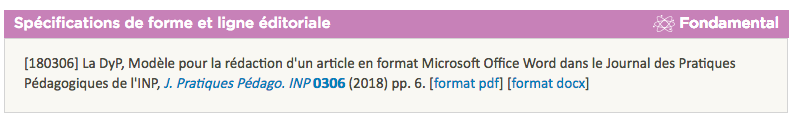 Spécifications de forme et ligne éditoriale Fondamental
[180306] La DyP, Modèle pour la rédaction d'un article en format Microsoft Office Word dans le Journal des Pratiques
Pédagogiques de l'INP, J. Pratiques Pédago. INP 0306 (2018) pp. 6. [format pdf] [format docx]